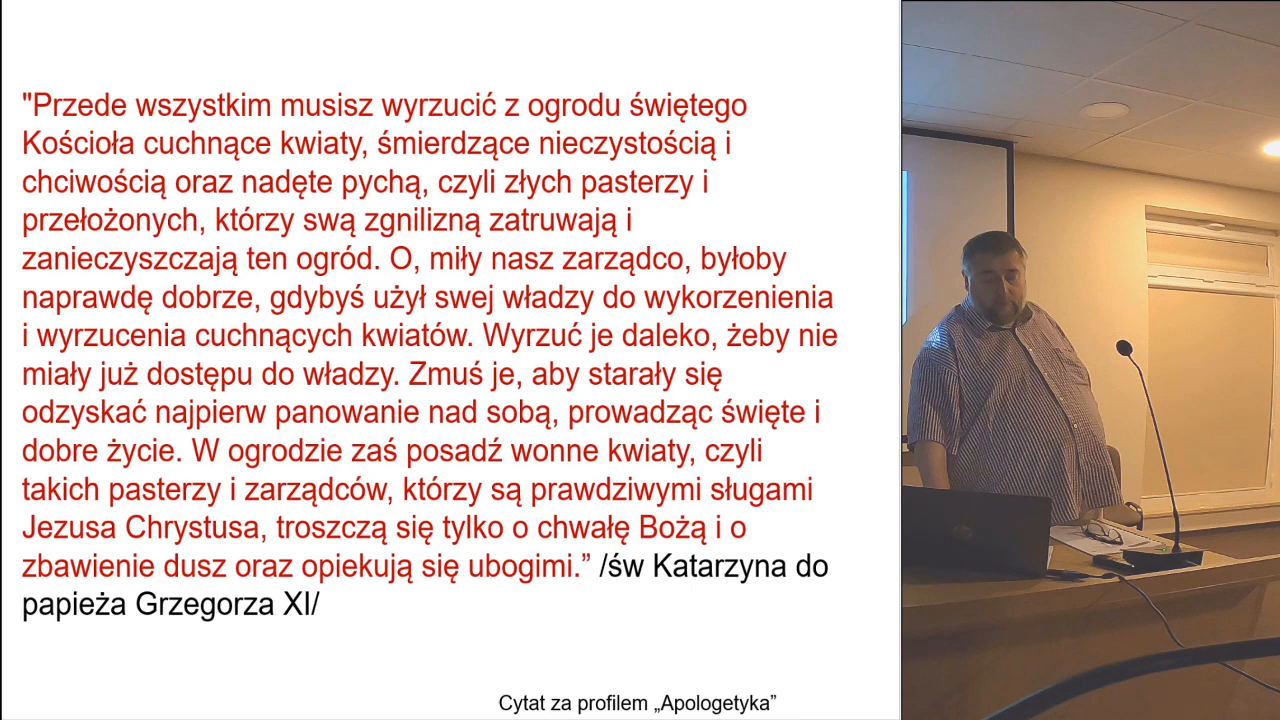 "Przede wszystkim musisz wyrzucić z ogrodu świętego
Kościoła cuchnące kwiaty, śmierdzące nieczystością i
chciwością oraz nadęte pychą, czyli złych pasterzy i
przełożonych, którzy swą zgnilizną zatruwają i
zanieczyszczają ten ogród. O, miły nasz zarządco, byłoby
naprawdę dobrze, gdybyś użył swej władzy do wykorzenienia
i wyrzucenia cuchnących kwiatów. Wyrzuć je daleko, żeby nie
miały już dostępu do władzy. Zmuś je, aby starały się
odzyskać najpierw panowanie nad sobą, prowadząc święte i
dobre życie. W ogrodzie zaś posadź wonne kwiaty, czyli
takich pasterzy i zarządców, którzy są prawdziwymi sługami
Jezusa Chrystusa, troszczą się tylko o chwałę Bożą i o
zbawienie dusz oraz opiekują się ubogimi.” /św Katarzyna do
papieża Grzegorza XI/
Cytat za profilem „Apologetyka”